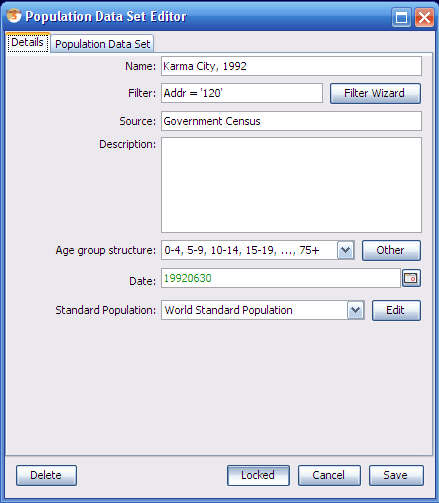 Population Data Set Editor
Details Population Data Set
Name: Karma City, 1992
Filter: Addr = '120' Filter Wizard
Source: Government Census
Description:
Age group structure: 0-4, 5-9, 10-14, 15-19, ..., 75+ Other
Date: 19920630
Standard Population: World Standard Population Edit
Delete Locked Cancel Save